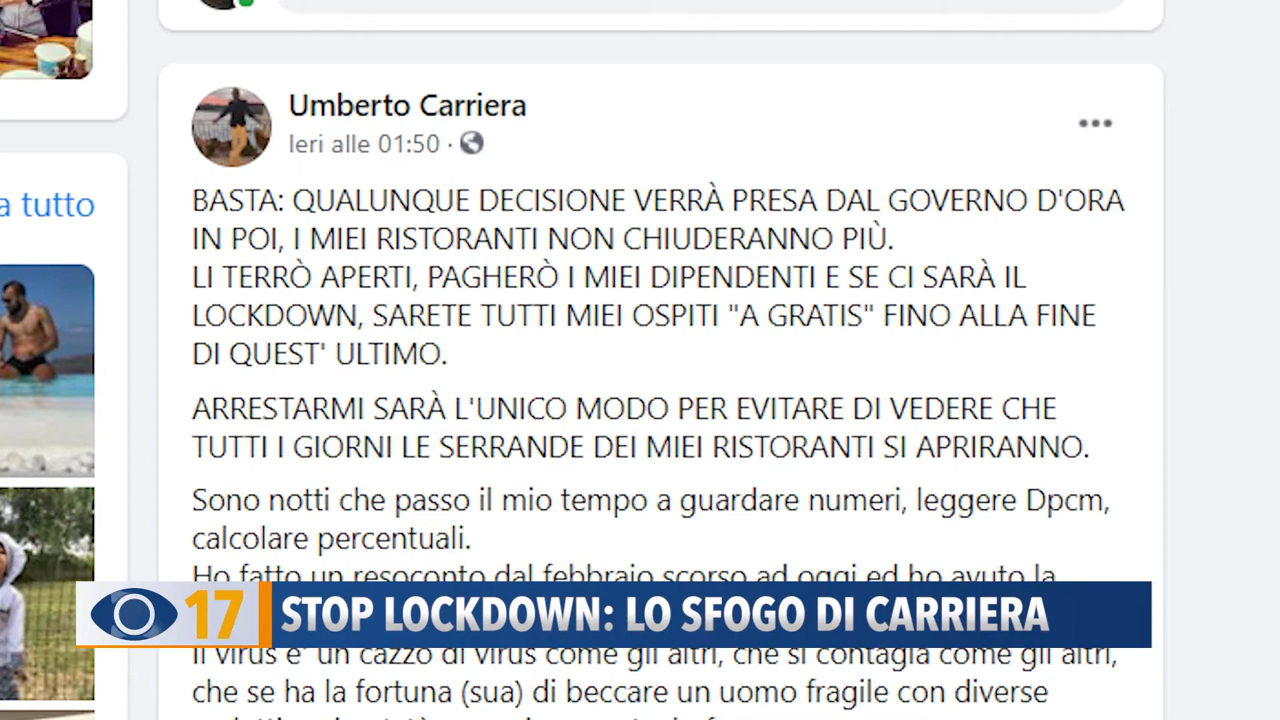 Umberto Carriera
Ieri alle 01:50 ·
a tutto
BASTA: QUALUNQUE DECISIONE VERRÀ PRESA DAL GOVERNO D'ORA
IN POI, I MIEI RISTORANTI NON CHIUDERANNO PIÙ.
LI TERRÒ APERTI, PAGHERÒ I MIEI DIPENDENTI E SE CI SARÀ IL
LOCKDOWN, SARETE TUTTI MIEI OSPITI "A GRATIS" FINO ALLA FINE
DI QUEST' ULTIMO.
ARRESTARMI SARÀ L'UNICO MODO PER EVITARE DI VEDERE CHE
TUTTI I GIORNI LE SERRANDE DEI MIEI RISTORANTI SI APRIRANNO.
Sono notti che passo il mio tempo a guardare numeri, leggere Dpcm,
calcolare percentuali.
Ho fatto un resoconto dal febbraio scorso ad oggi ed ho avuto la
17 STOP LOCKDOWN: LO SFOGO DI CARRIERA
Il virus e' un cazzo di virus come gli altri, che si contagia come gli altri,
che se ha la fortuna (sua) di beccare un uomo fragile con diverse